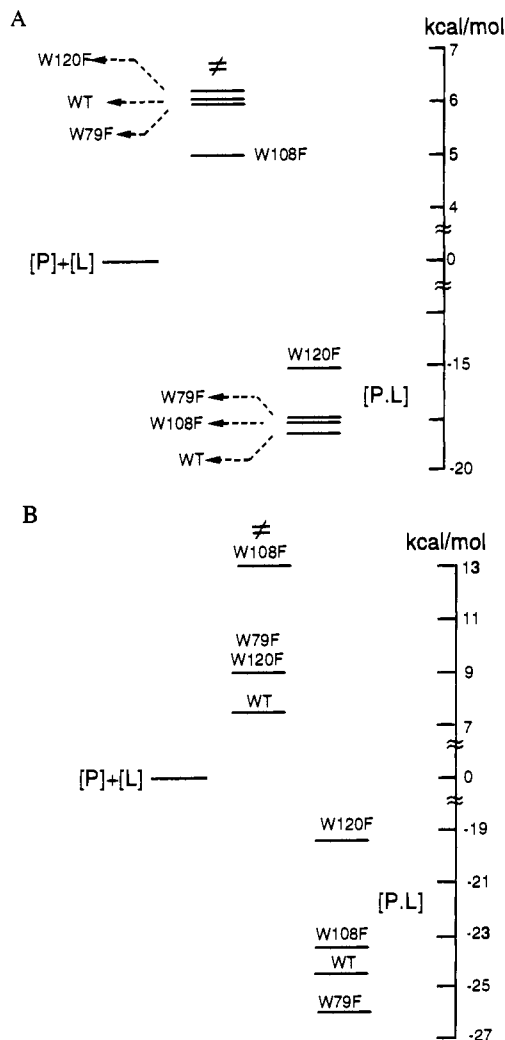 A
kcal/mol
7
W120F
≠
WT
6
W79F
W108F
5
4
[P]+[L]
0
W120F
-15
[P.L]
W79F
W108F
WT
-20
B
≠
kcal/mol
W108F
13
11
W79F
W120F
9
WT
7
[P]+[L]
0
W120F
-19
-21
[P.L]
W108F
-23
WT
-25
W79F
-27